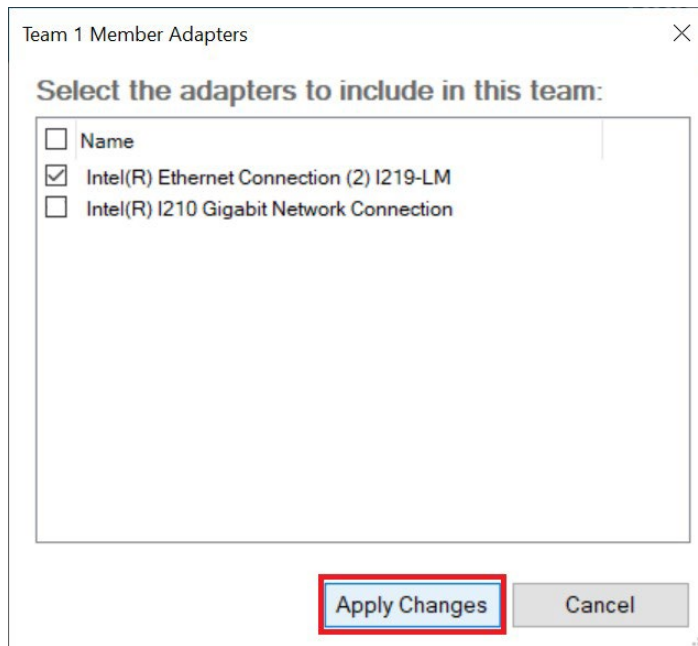 Team 1 Member Adapters
Select the adapters to include in this team:
Name
Intel(R) Ethernet Connection (2) I219-LM
Intel(R) I210 Gigabit Network Connection
Apply Changes
Cancel